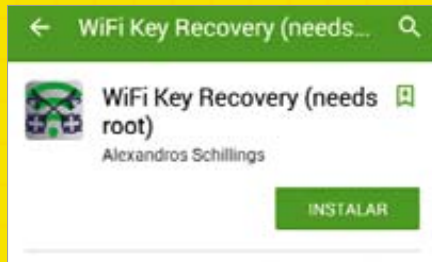 WiFi Key Recovery (needs...
WiFi Key Recovery (needs
root)
Alexandros Schillings
INSTALAR